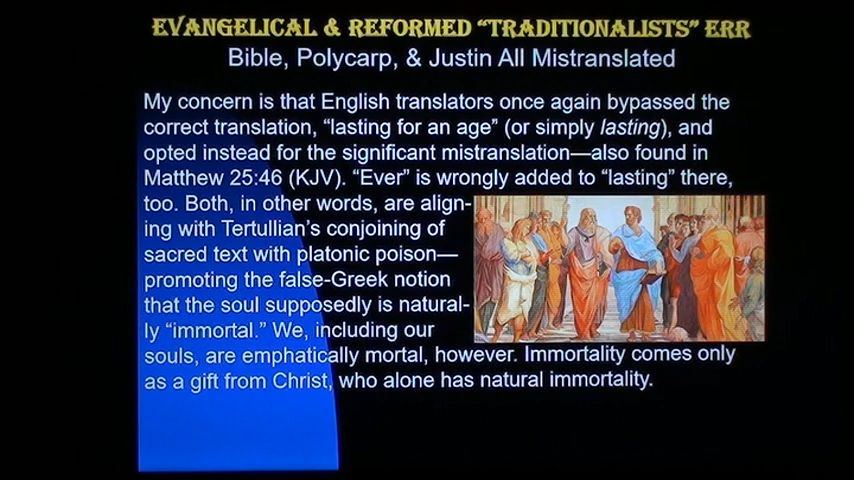 EVANGELICAL & REFORMED “TRADITIONALISTS” ERR
Bible, Polycarp, & Justin All Mistranslated
My concern is that English translators once again bypassed the
correct translation, “lasting for an age” (or simply lasting), and
opted instead for the significant mistranslation—also found in
Matthew 25:46 (KJV). “Ever” is wrongly added to “lasting” there,
too. Both, in other words, are align-
ing with Tertullian’s conjoining of
sacred text with platonic poison—
promoting the false-Greek notion
that the soul supposedly is natural-
ly “immortal.” We, including our
souls, are emphatically mortal, however. Immortality comes only
as a gift from Christ, who alone has natural immortality.